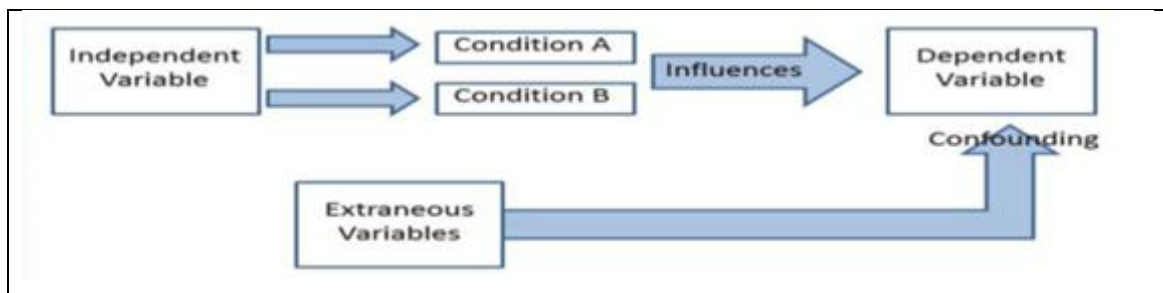 Independent
Variable
Condition A
Condition B
Influences
Dependent
Variable
Confounding
Extraneous
Variables